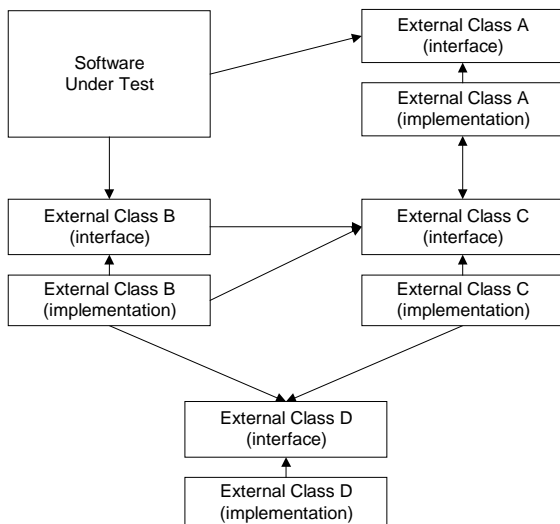 Software
Under Test
External Class A
(interface)
External Class A
(implementation)
External Class B
(interface)
External Class C
(interface)
External Class B
(implementation)
External Class C
(implementation)
External Class D
(interface)
External Class D
(implementation)